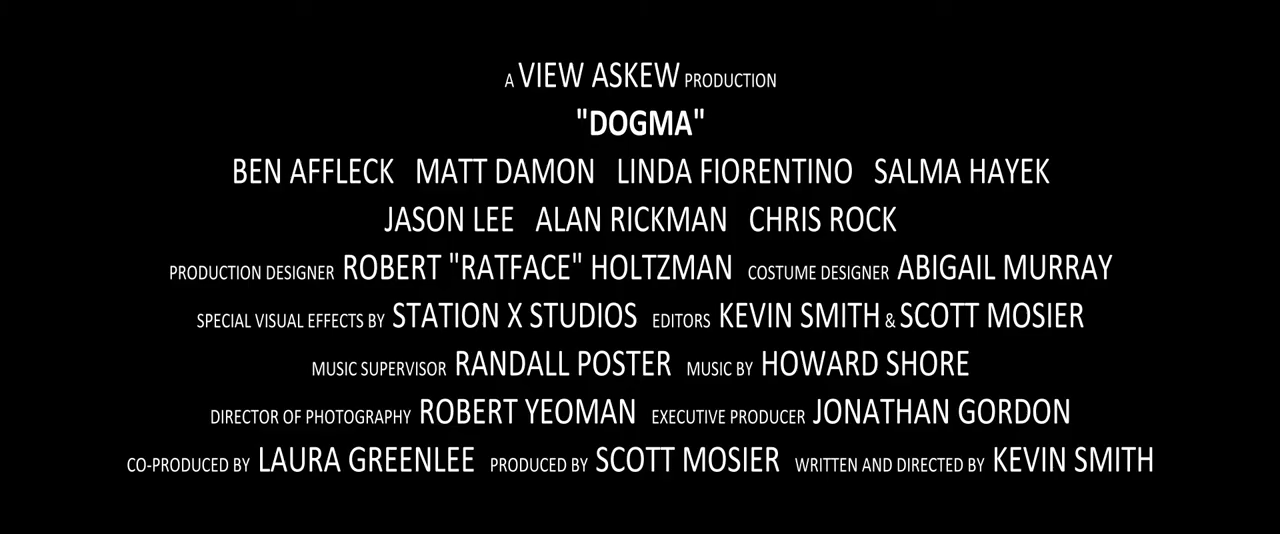 A VIEW ASKEW PRODUCTION
"DOGMA"
BEN AFFLECK MATT DAMON LINDA FIORENTINO SALMA HAYEK
JASON LEE ALAN RICKMAN CHRIS ROCK
PRODUCTION DESIGNER ROBERT "RATFACE" HOLTZMAN COSTUME DESIGNER ABIGAIL MURRAY
SPECIAL VISUAL EFFECTS BY STATION X STUDIOS EDITORS KEVIN SMITH & SCOTT MOSIER
MUSIC SUPERVISOR RANDALL POSTER MUSIC BY HOWARD SHORE
DIRECTOR OF PHOTOGRAPHY ROBERT YEOMAN EXECUTIVE PRODUCER JONATHAN GORDON
CO-PRODUCED BY LAURA GREENLEE PRODUCED BY SCOTT MOSIER WRITTEN AND DIRECTED BY KEVIN SMITH